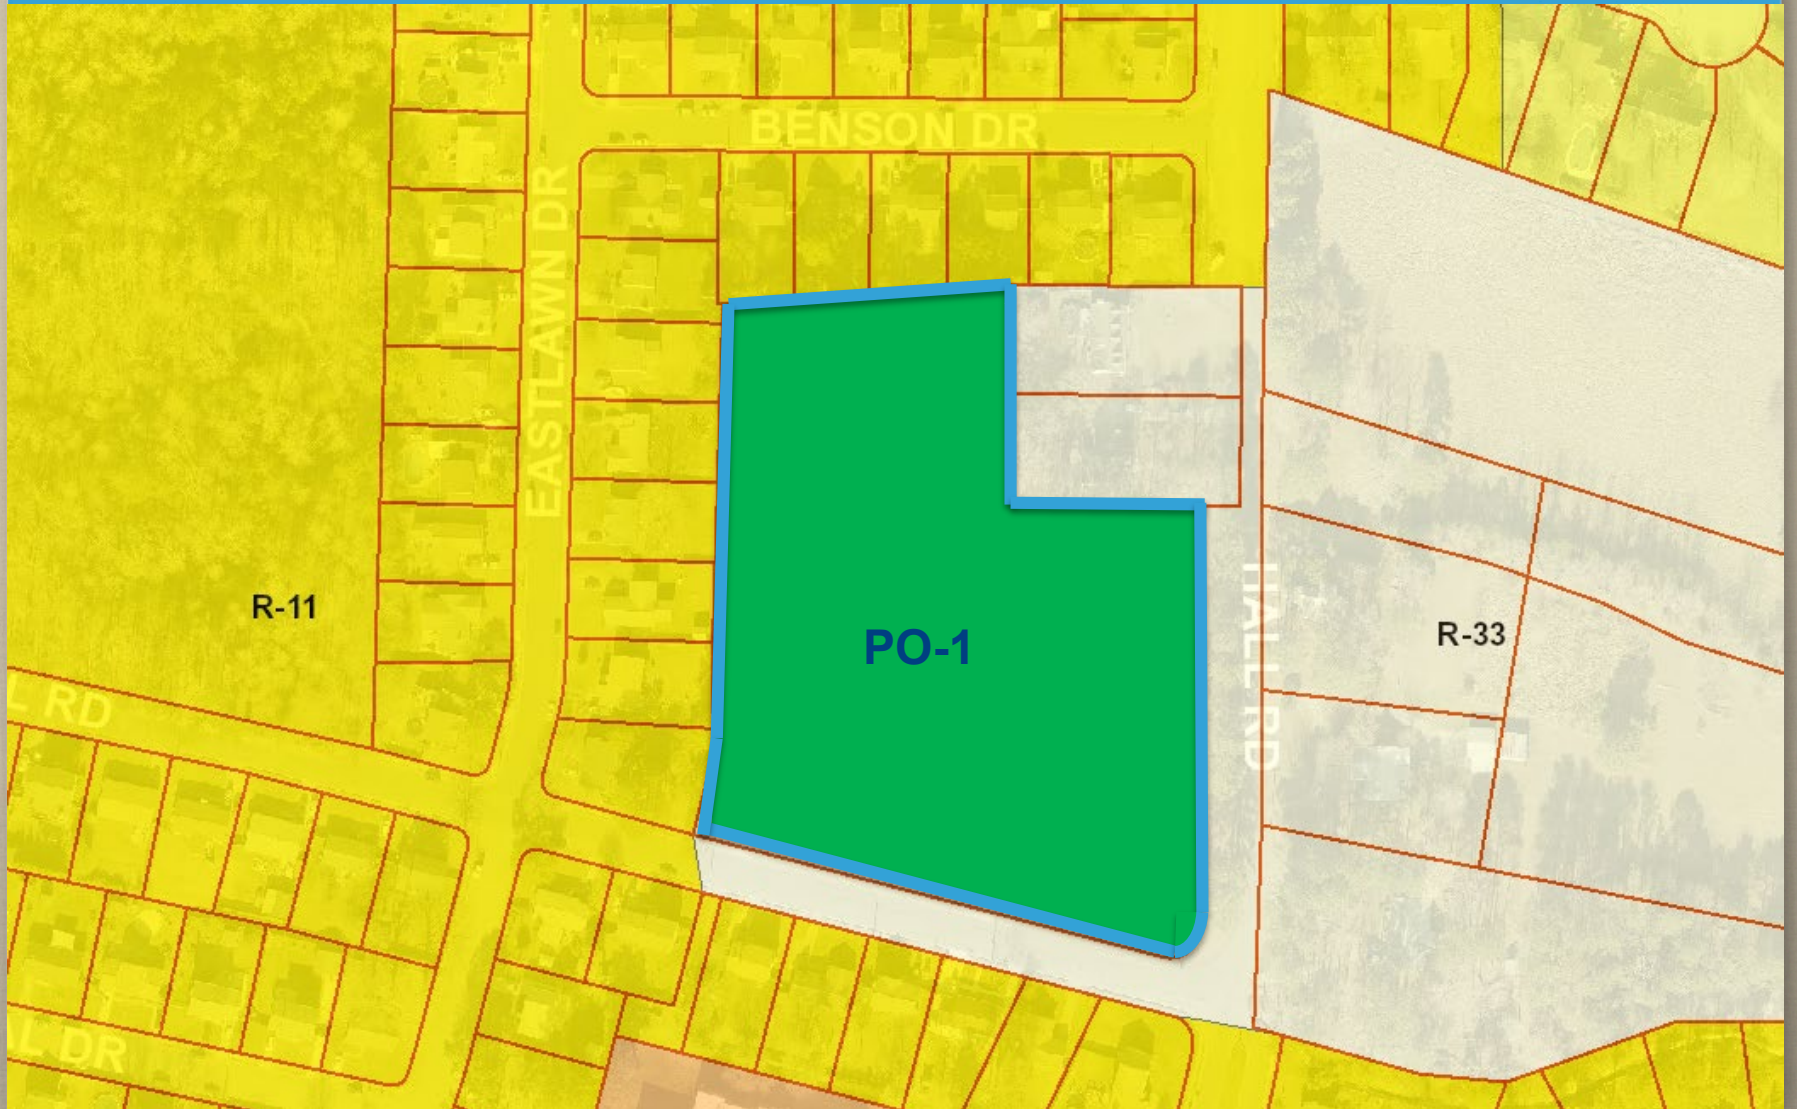 BENSON DR
EASTLAWN DR
R-11
PO-1
HALL RD
R-33
L RD
L DR